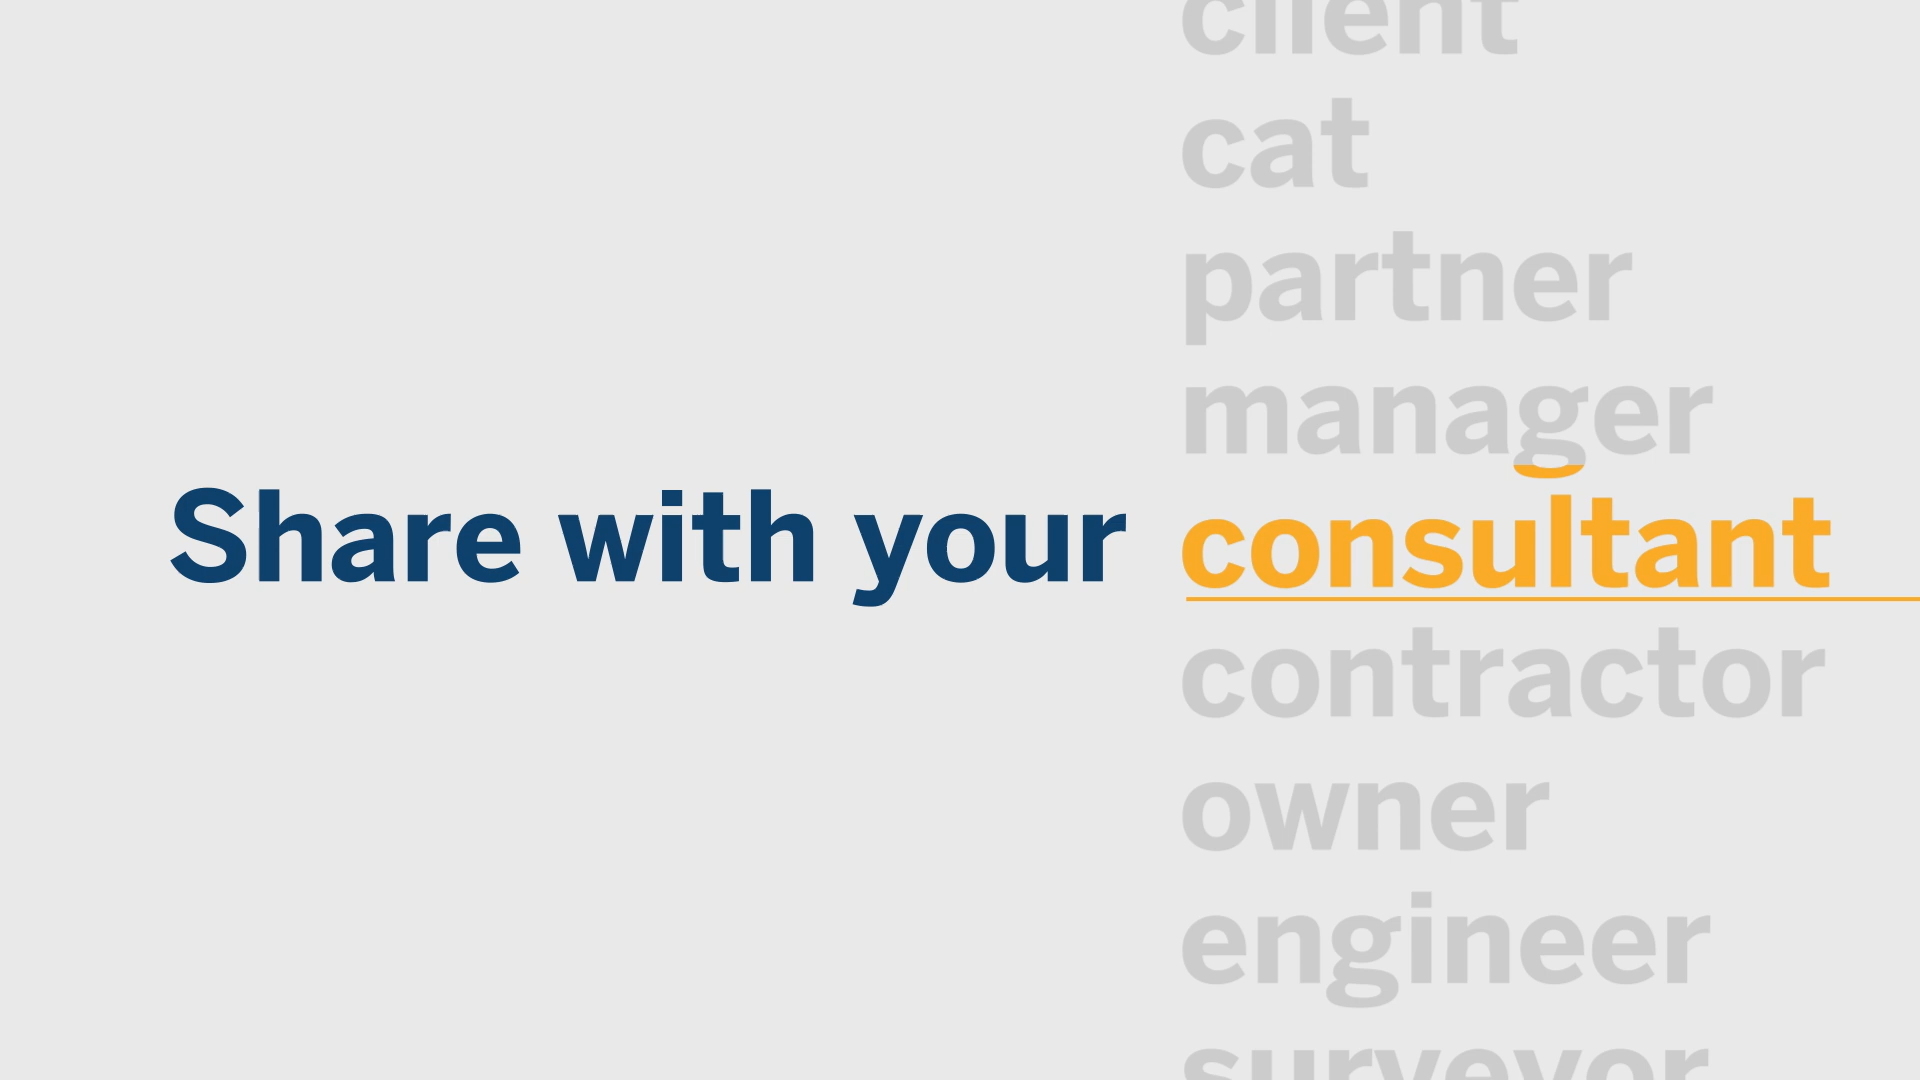 client
cat
partner
manager
Share with your consultant
contractor
owner
engineer
surveyor